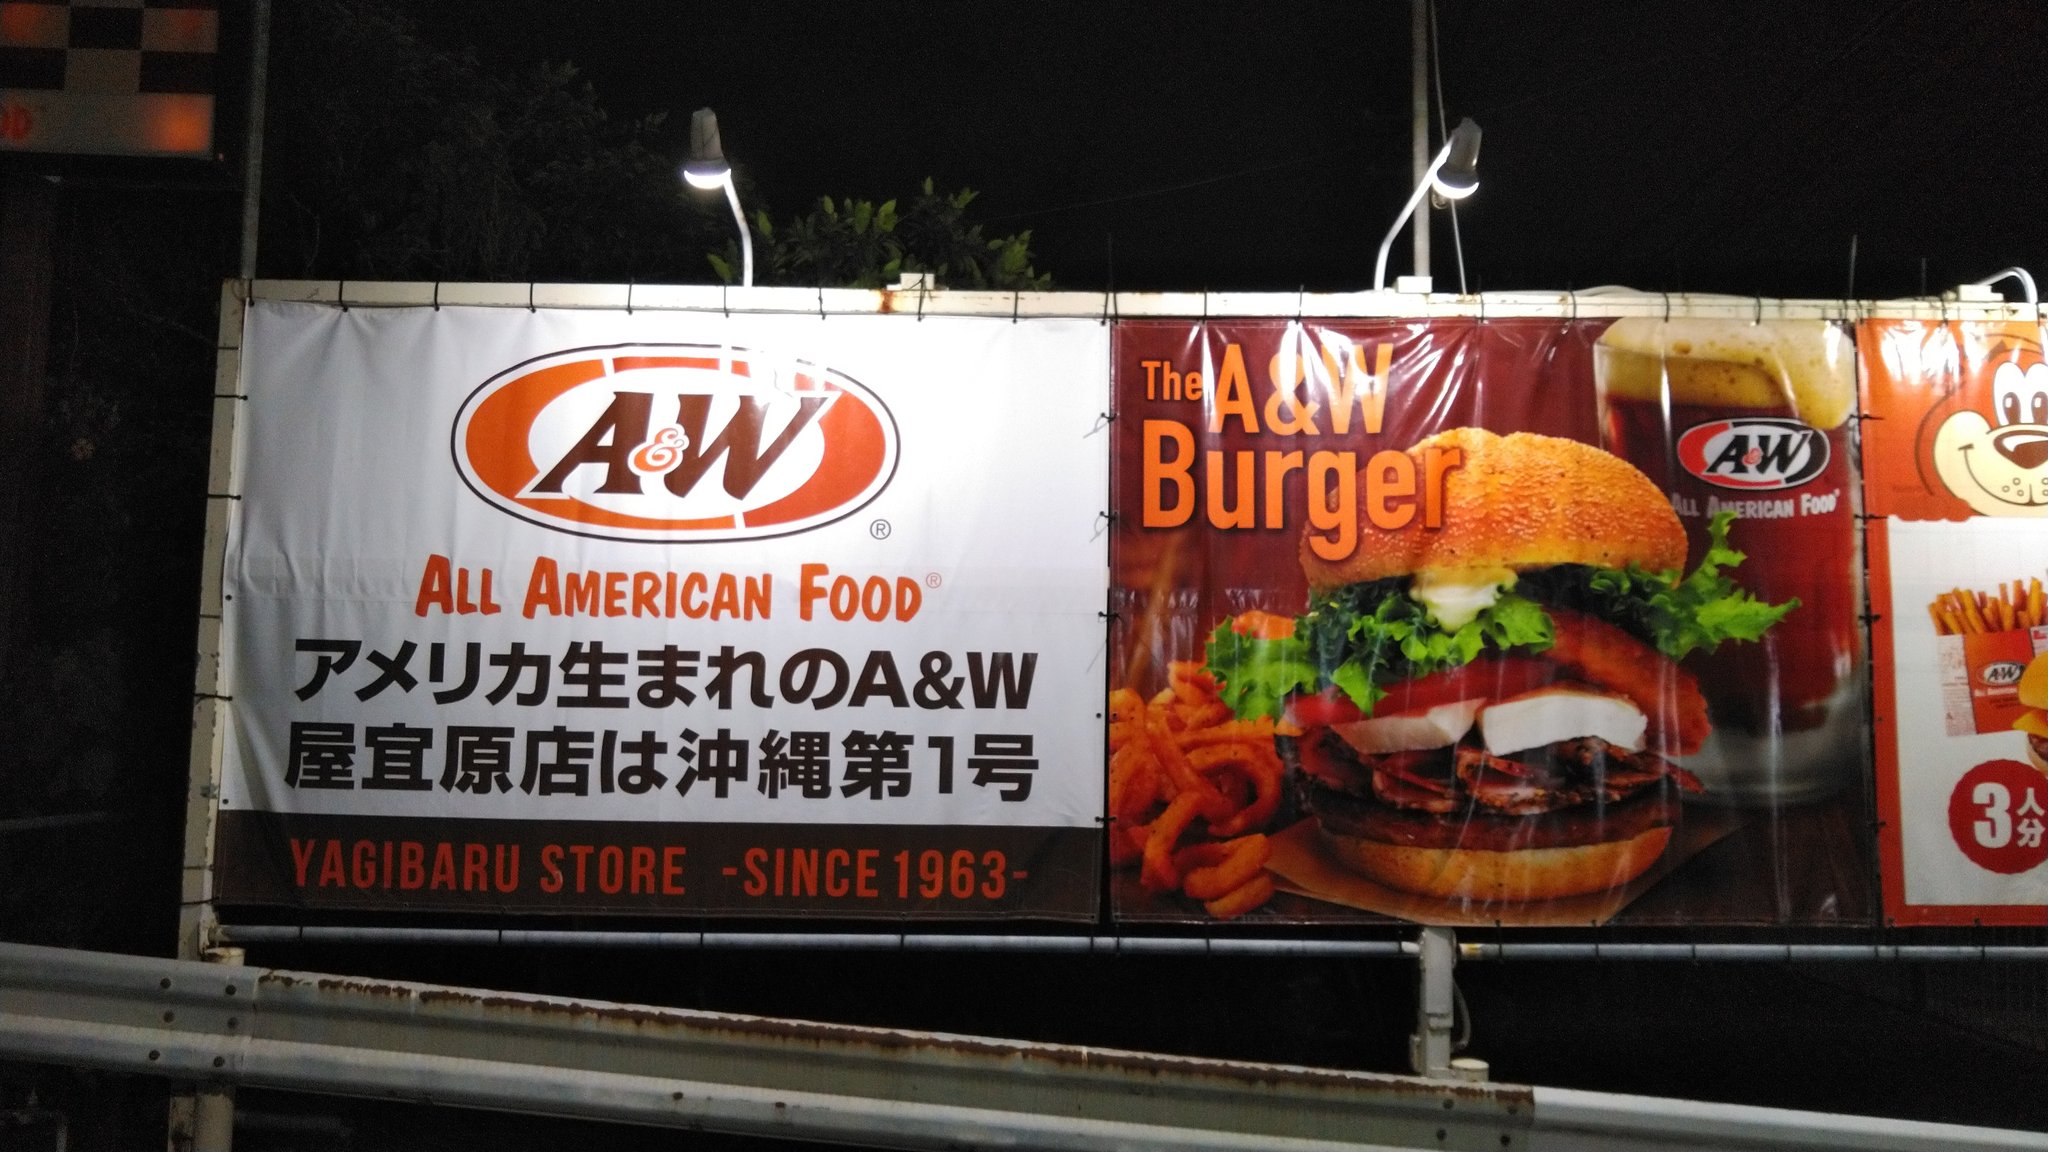 A&W
®
ALL AMERICAN FOOD®
アメリカ生まれのA&W
屋宜原店は沖縄第1号
YAGIBARU STORE -SINCE 1963-
The A&W
Burger
A&W
ALL AMERICAN FOOD®
A&W
3人分